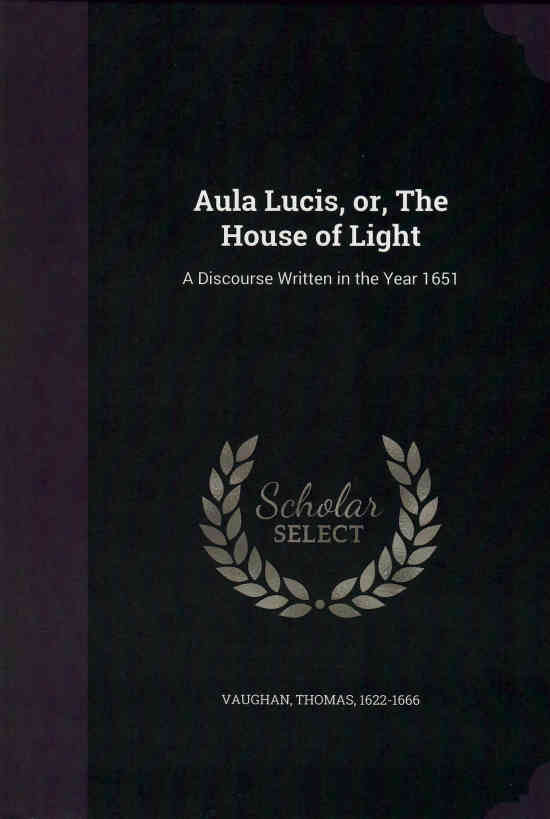 Aula Lucis, or, The
House of Light
A Discourse Written in the Year 1651
Scholar
SELECT
VAUGHAN, THOMAS, 1622-1666